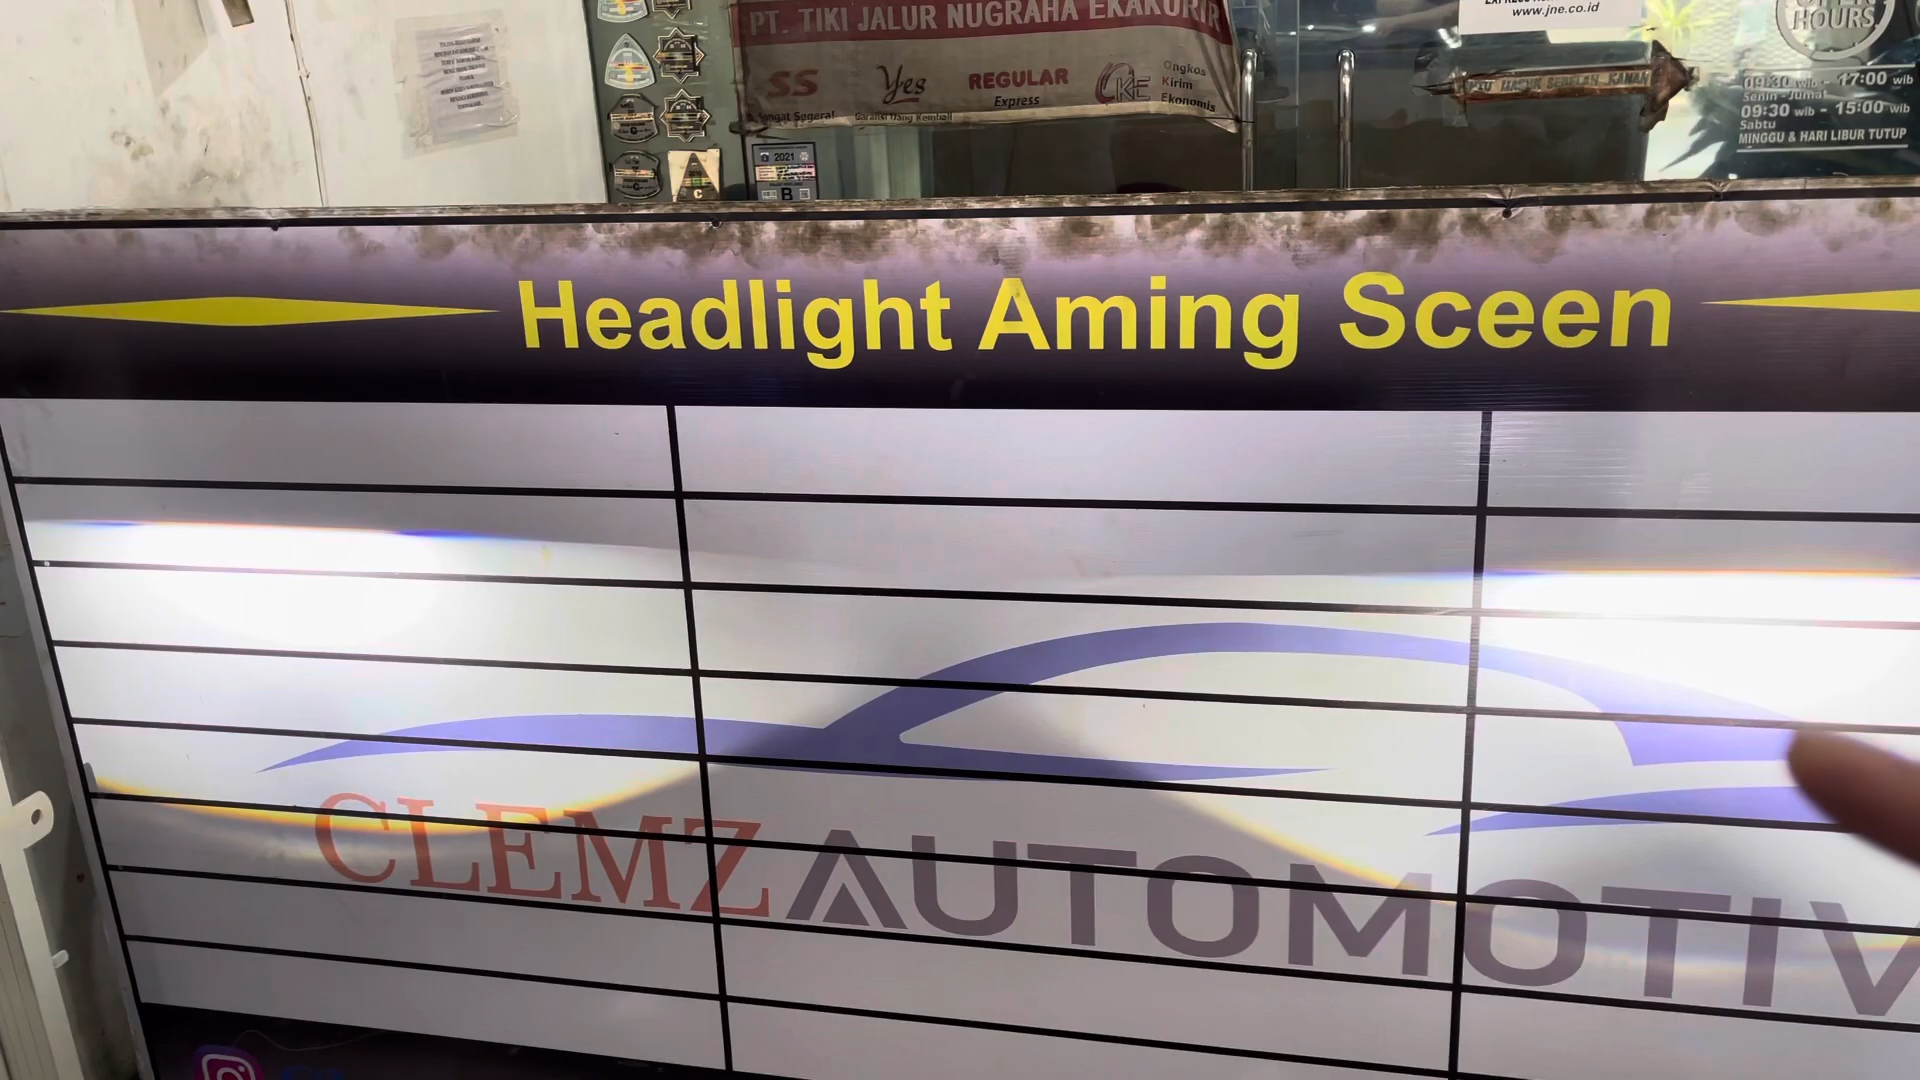 PT. TIKI JALUR NUGRAHA EKAKURIR
SS
Yes
REGULAR
Express
OKE
Ongkos
Kirim
Ekonomis
Sangat Segera!
Garansi Uang Kembali
www.jne.co.id
PINTU MASUK SEBELAH KANAN
OPEN
HOURS
09:30 wib - 17:00 wib
Senin - Jumat
09:30 wib - 15:00 wib
Sabtu
MINGGU & HARI LIBUR TUTUP
2021
B
C
Headlight Aming Sceen
CLEMZ AUTOMOTIV